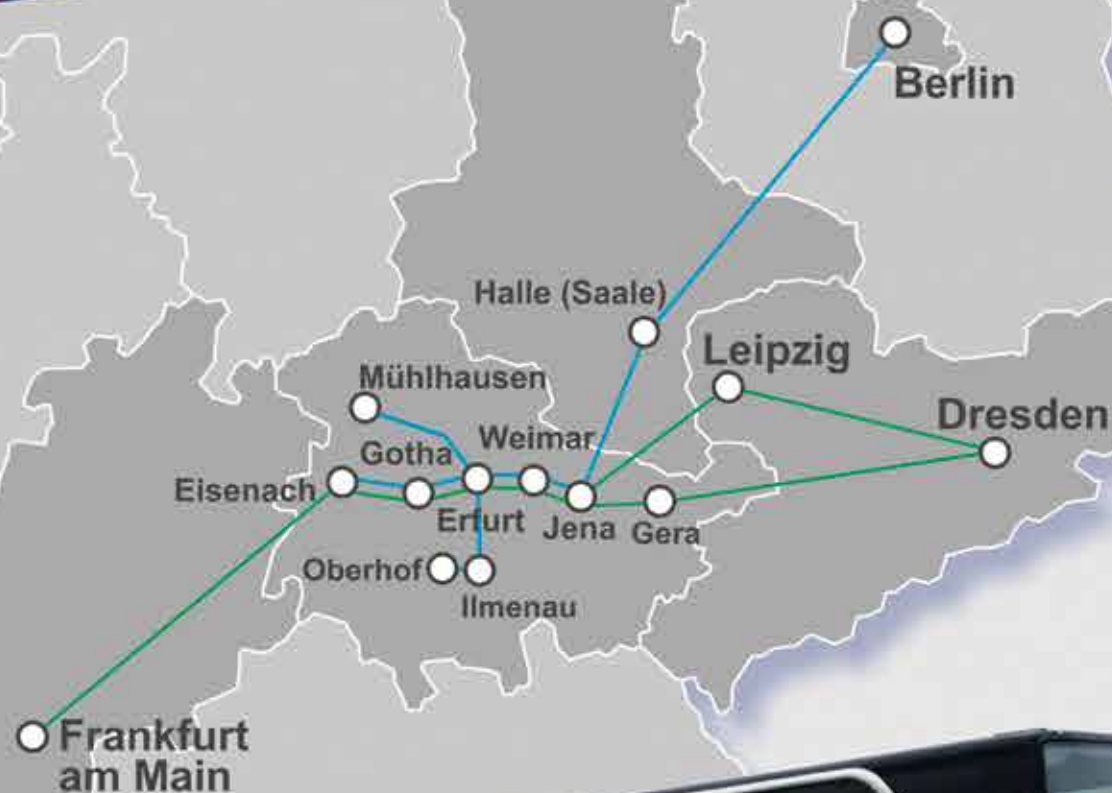 Berlin
Halle (Saale)
Leipzig
Mühlhausen
Dresden
Weimar
Gotha
Eisenach
Erfurt
Jena
Gera
Oberhof
Ilmenau
Frankfurt
am Main